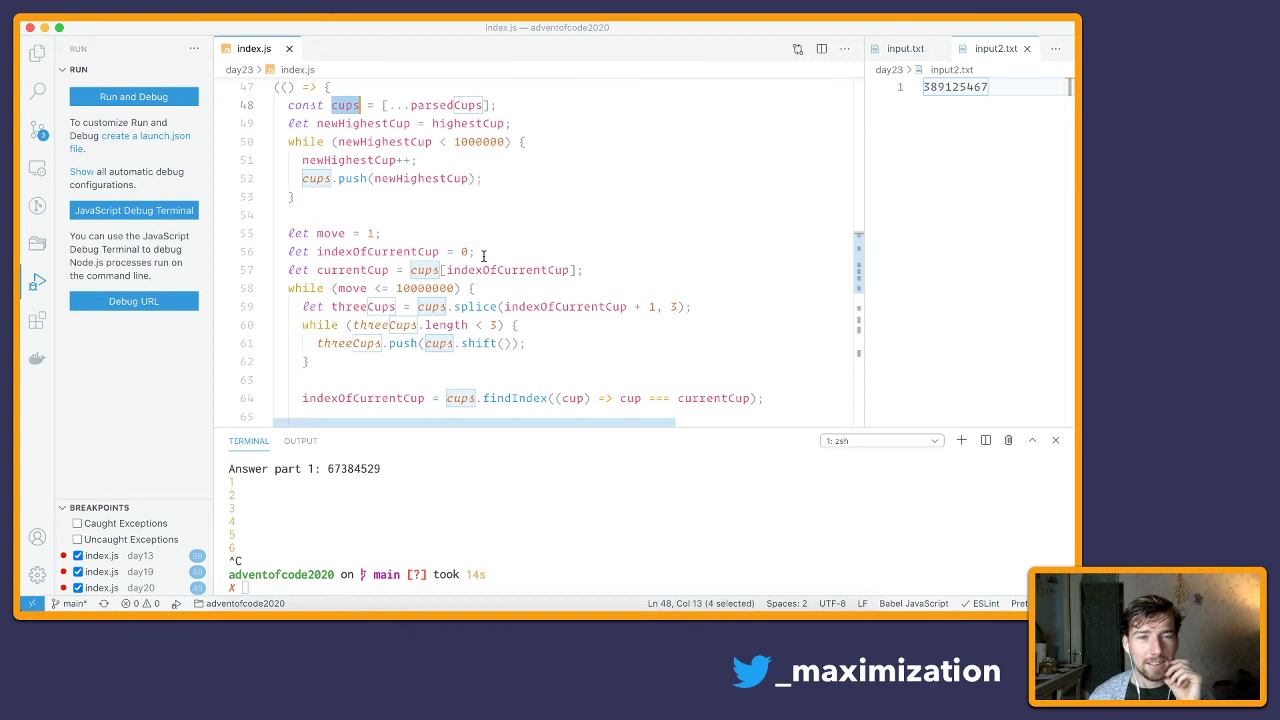 index.js — adventofcode2020
RUN
···
index.js ×
input.txt
input2.txt ×
···
RUN
day23 > index.js
day23 > input2.txt
Run and Debug
To customize Run and
Debug create a launch.json
file.
Show all automatic debug
configurations.
JavaScript Debug Terminal
You can use the JavaScript
Debug Terminal to debug
Node.js processes run on
the command line.
Debug URL
3
47 (() => {
48 const cups = [...parsedCups];
49 let newHighestCup = highestCup;
50 while (newHighestCup < 1000000) {
51 newHighestCup++;
52 cups.push(newHighestCup);
53 }
54
55 let move = 1;
56 let indexOfCurrentCup = 0;
57 let currentCup = cups[indexOfCurrentCup];
58 while (move <= 10000000) {
59 let threeCups = cups.splice(indexOfCurrentCup + 1, 3);
60 while (threeCups.length < 3) {
61 threeCups.push(cups.shift());
62 }
63
64 indexOfCurrentCup = cups.findIndex((cup) => cup === currentCup);
65
1 389125467
TERMINAL OUTPUT
1: zsh
Answer part 1: 67384529
1
2
3
4
5
6
^C
adventofcode2020 on main [?] took 14s
✗
BREAKPOINTS
Caught Exceptions
Uncaught Exceptions
index.js day13 99
index.js day19 40
index.js day20 45
main* 0 0 adventofcode2020 Ln 48, Col 13 (4 selected) Spaces: 2 UTF-8 LF Babel JavaScript ESLint Pret
_maximization